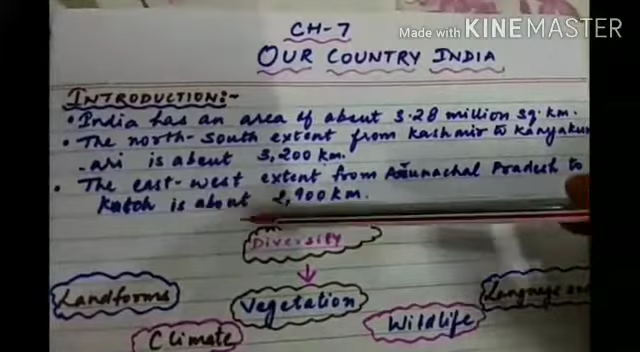 Made with KINEMASTER
CH-7
OUR COUNTRY INDIA
INTRODUCTION:-
• India has an area of about 3.28 million sq. km.
• The north-south extent from Kashmir to Kanyakum
-ari is about 3,200 km.
• The east-west extent from Arunachal Pradesh to
Katch is about 2,900 km.
Diversity
Landforms
Climate
Vegetation
Wildlife
Language